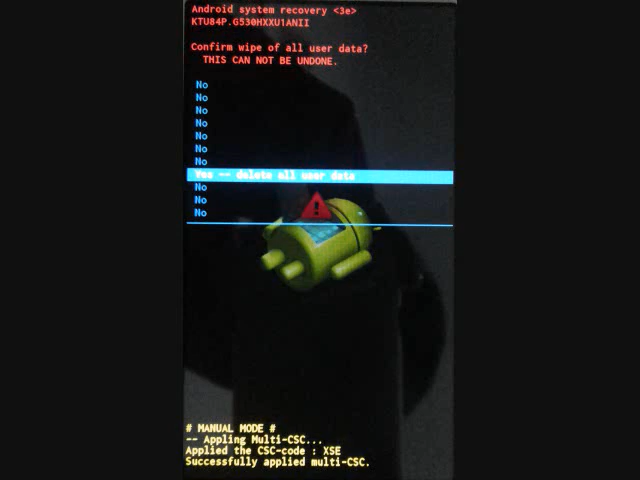 Android system recovery <3e>
KTU84P.G530HXXU1ANII
Confirm wipe of all user data?
THIS CAN NOT BE UNDONE.
No
No
No
No
No
No
No
Yes -- delete all user data
No
No
No
# MANUAL MODE #
-- Appling Multi-CSC...
Applied the CSC-code : XSE
Successfully applied multi-CSC.